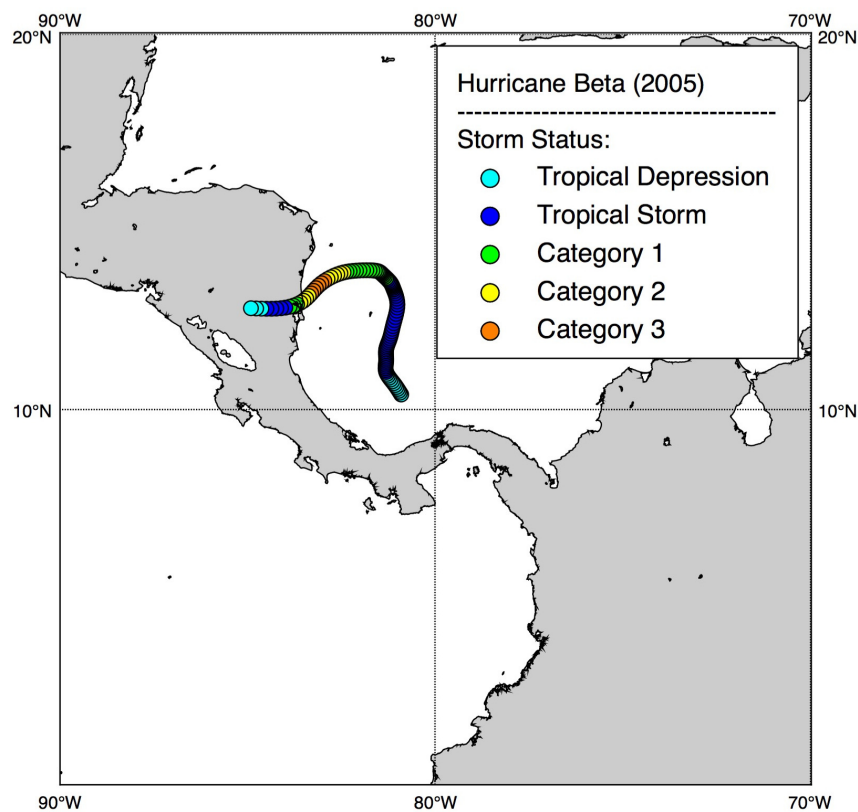 90°W 80°W 70°W
20°N 20°N
Hurricane Beta (2005)
Storm Status:
Tropical Depression
Tropical Storm
Category 1
Category 2
Category 3
10°N 10°N
90°W 80°W 70°W